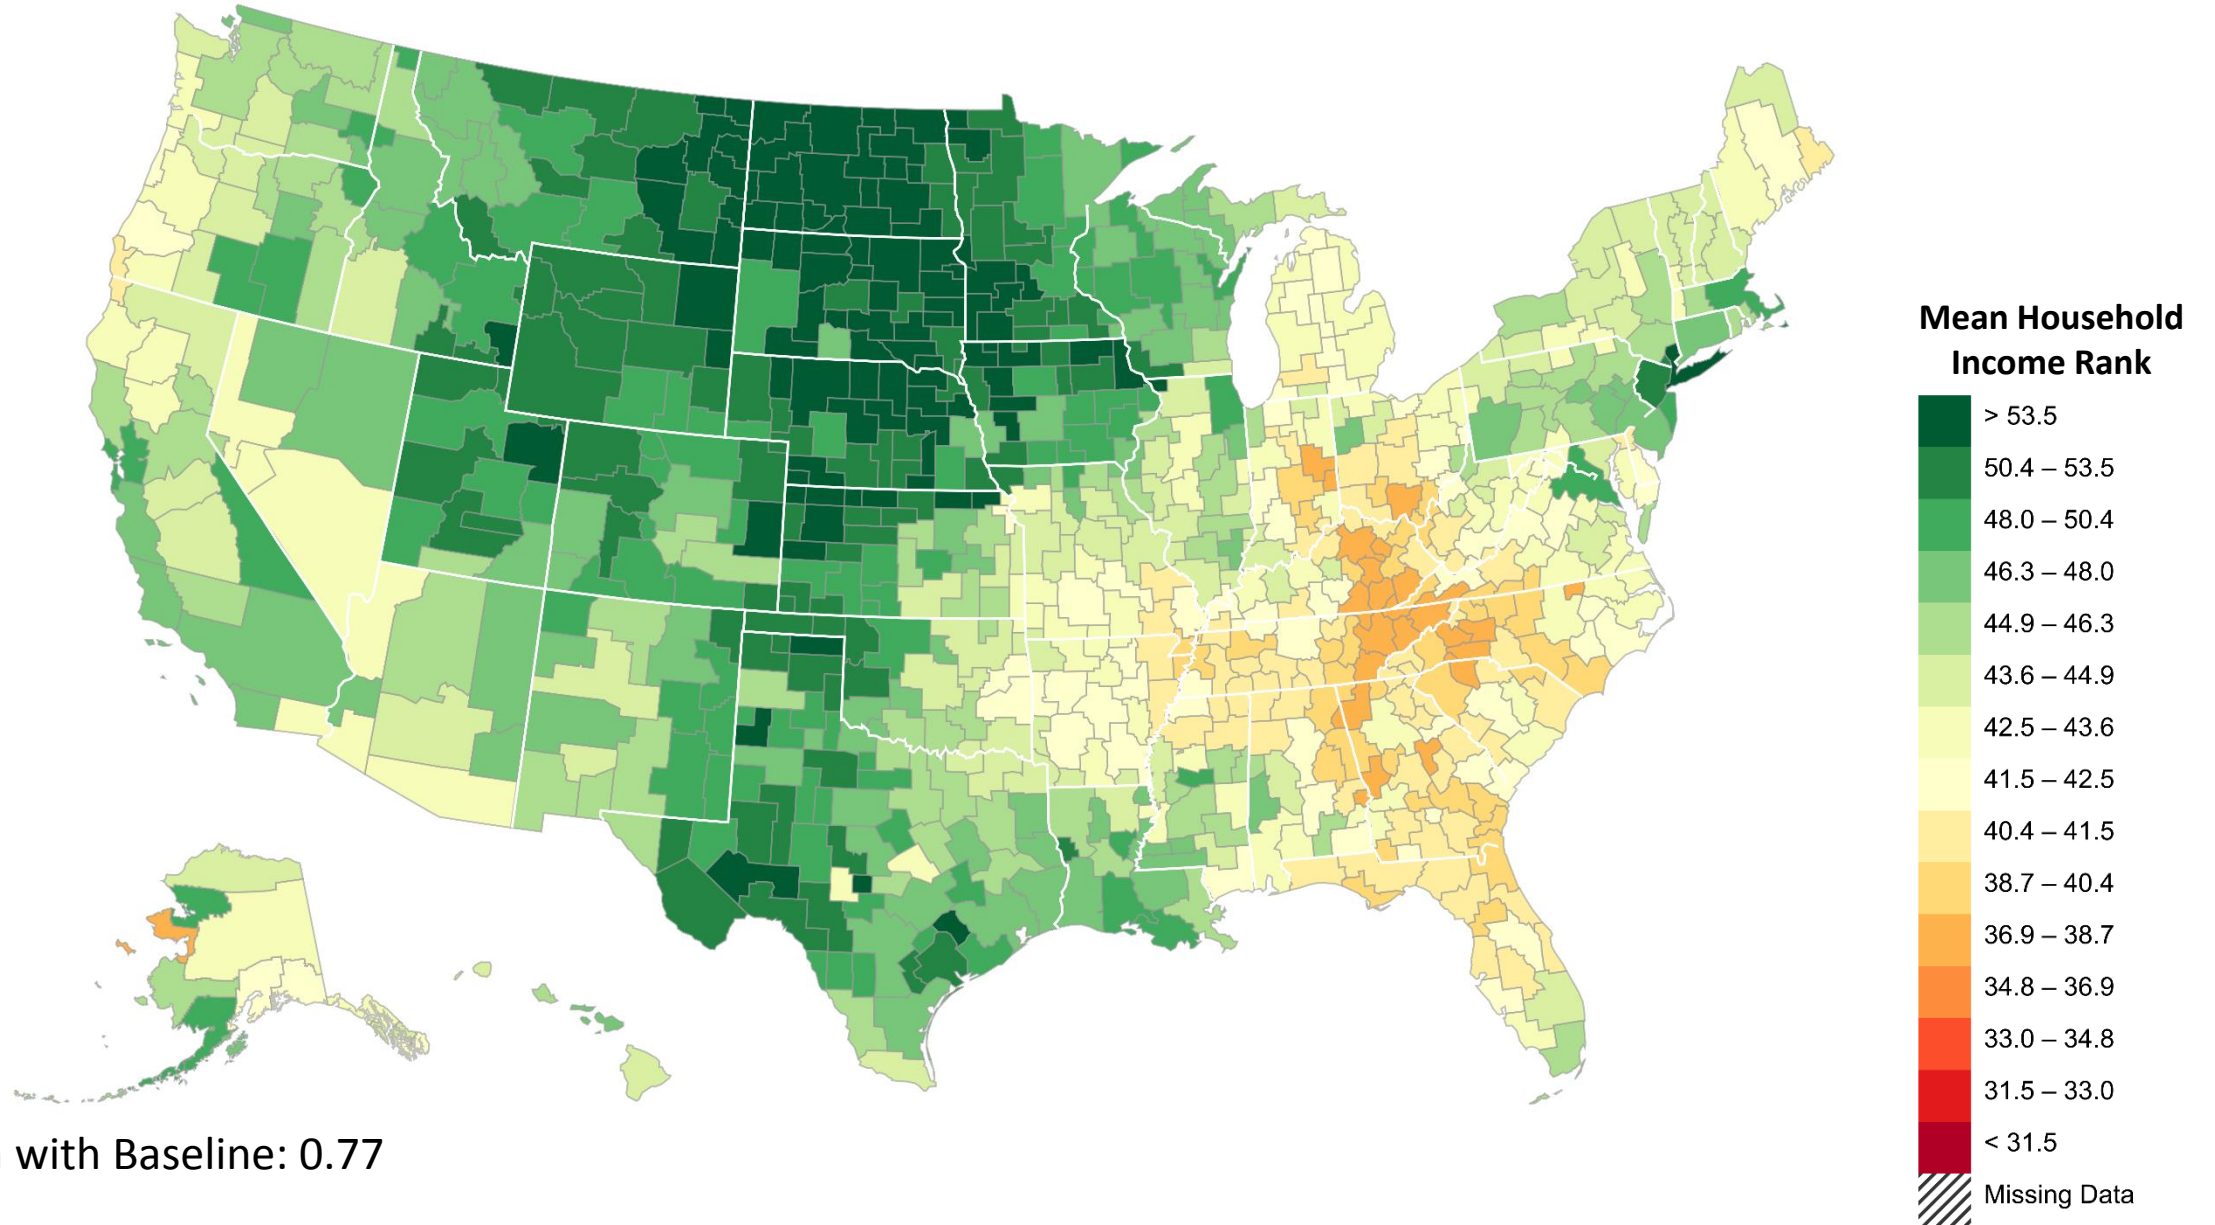 Mean Household
Income Rank
> 53.5
50.4 – 53.5
48.0 – 50.4
46.3 – 48.0
44.9 – 46.3
43.6 – 44.9
42.5 – 43.6
41.5 – 42.5
40.4 – 41.5
38.7 – 40.4
36.9 – 38.7
34.8 – 36.9
33.0 – 34.8
31.5 – 33.0
< 31.5
Missing Data
with Baseline: 0.77